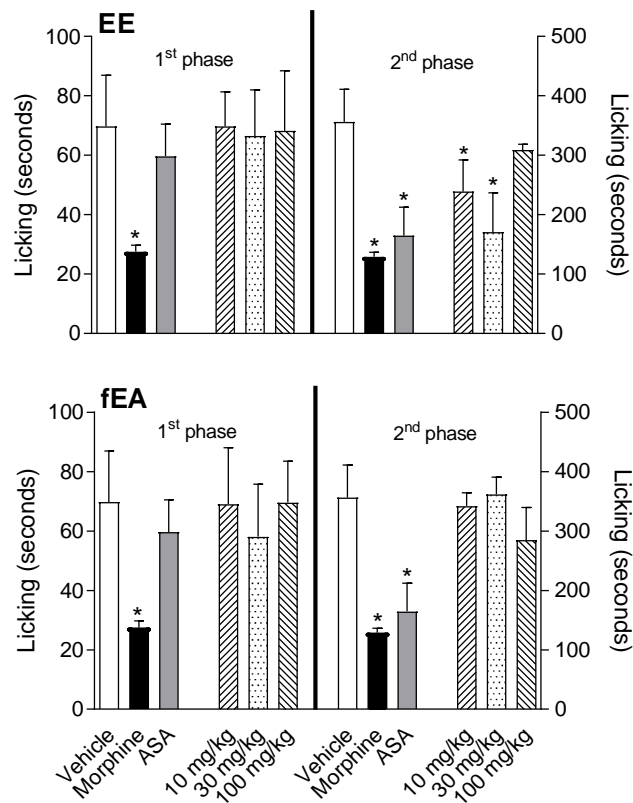 EE
1st phase
2nd phase
Licking (seconds)
100
80
60
40
20
0
*
*
*
*
*
500
400
300
200
100
0
Licking (seconds)
fEA
1st phase
2nd phase
Licking (seconds)
100
80
60
40
20
0
*
*
*
500
400
300
200
100
0
Licking (seconds)
Vehicle
Morphine
ASA
10 mg/kg
30 mg/kg
100 mg/kg
Vehicle
Morphine
ASA
10 mg/kg
30 mg/kg
100 mg/kg